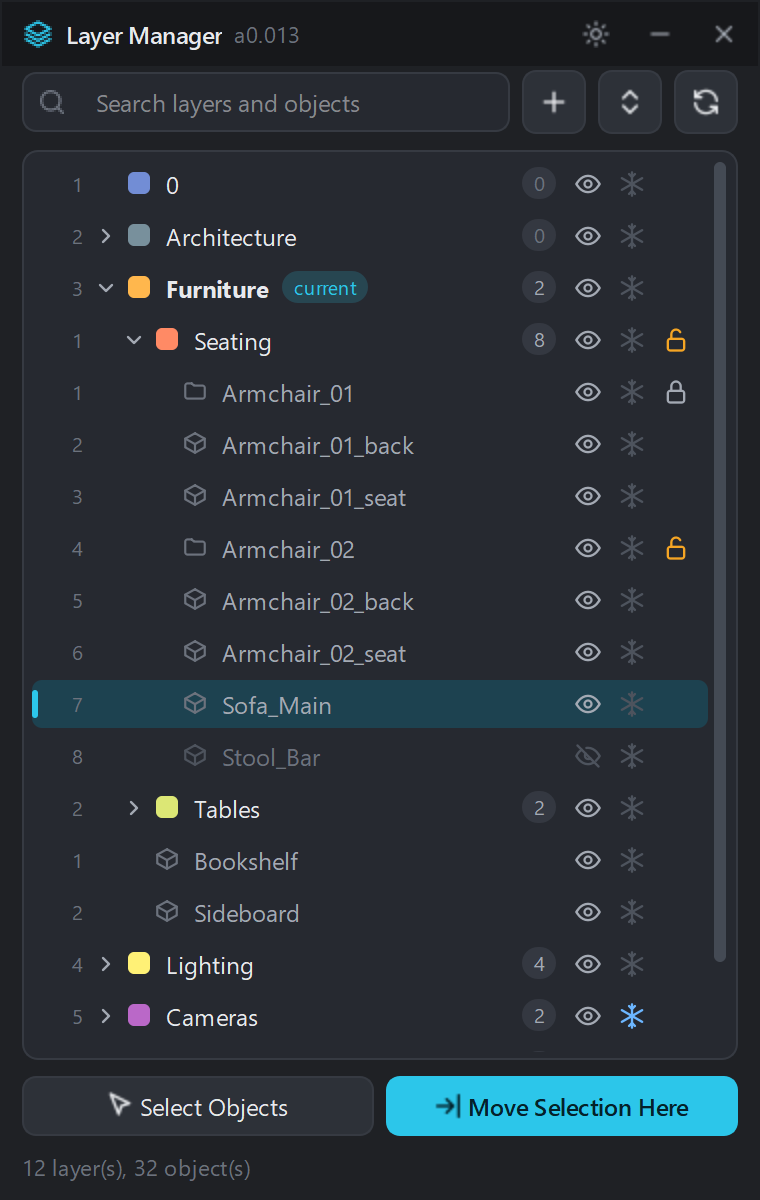 Layer Manager a0.013
Search layers and objects
1 0 0
2 Architecture 0
3 Furniture current 2
1 Seating 8
1 Armchair_01
2 Armchair_01_back
3 Armchair_01_seat
4 Armchair_02
5 Armchair_02_back
6 Armchair_02_seat
7 Sofa_Main
8 Stool_Bar
2 Tables 2
1 Bookshelf
2 Sideboard
4 Lighting 4
5 Cameras 2
Select Objects Move Selection Here
12 layer(s), 32 object(s)